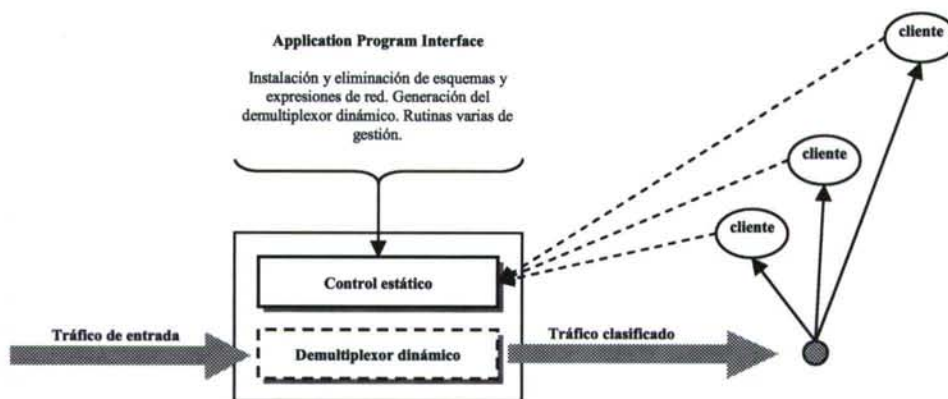 Application Program Interface
Instalación y eliminación de esquemas y
expresiones de red. Generación del
demultiplexor dinámico. Rutinas varias de
gestión.
cliente
cliente
cliente
Control estático
Tráfico de entrada
Demultiplexor dinámico
Tráfico clasificado